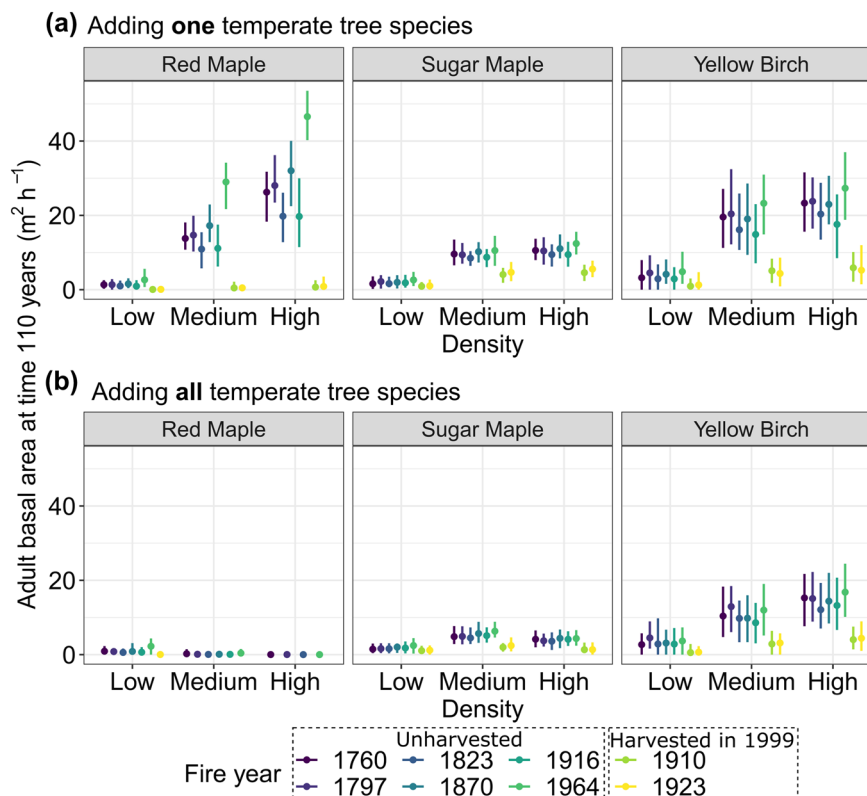 (a) Adding one temperate tree species
Red Maple Sugar Maple Yellow Birch
40
20
0
Low Medium High Low Medium High Low Medium High
Density
Adult basal area at time 110 years (m² h⁻¹)
(b) Adding all temperate tree species
Red Maple Sugar Maple Yellow Birch
40
20
0
Low Medium High Low Medium High Low Medium High
Density
Unharvested Harvested in 1999
Fire year
1760 1823 1916 1910
1797 1870 1964 1923